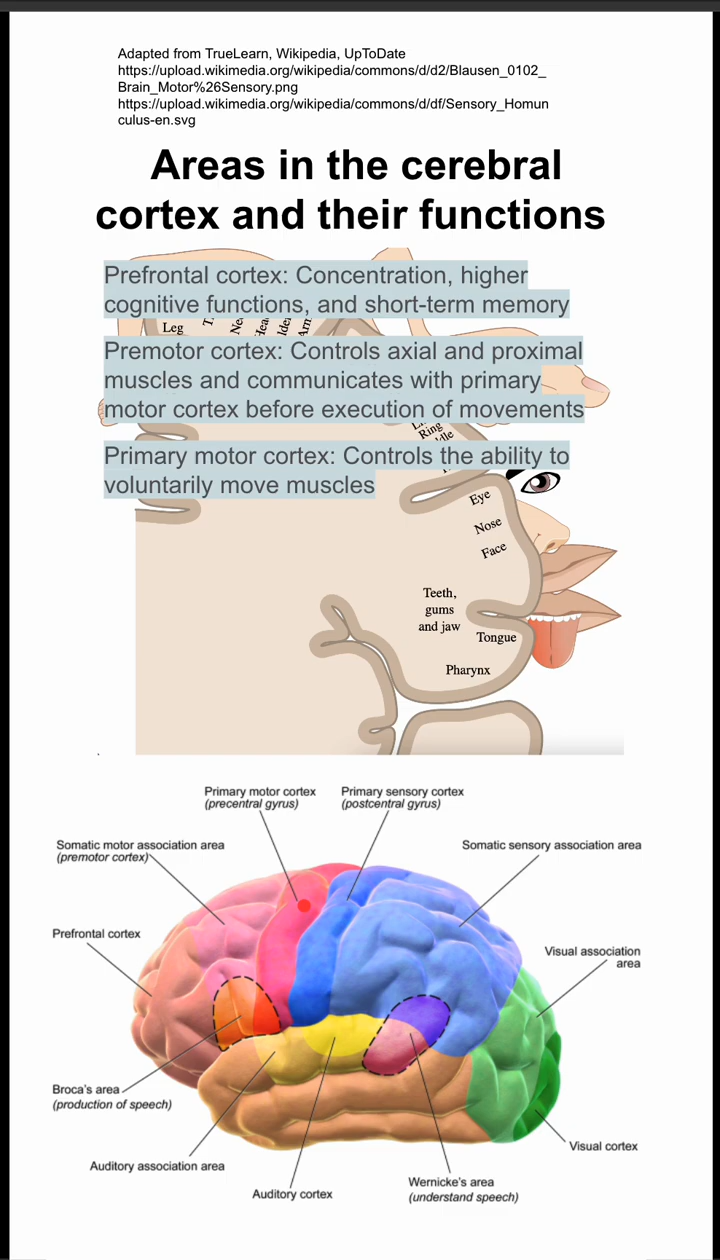 Adapted from TrueLearn, Wikipedia, UpToDate
https://upload.wikimedia.org/wikipedia/commons/d/d2/Blausen_0102_
Brain_Motor%26Sensory.png
https://upload.wikimedia.org/wikipedia/commons/d/df/Sensory_Homun
culus-en.svg
Areas in the cerebral
cortex and their functions
Prefrontal cortex: Concentration, higher
cognitive functions, and short-term memory
Leg
Premotor cortex: Controls axial and proximal
muscles and communicates with primary
motor cortex before execution of movements
Ring
Primary motor cortex: Controls the ability to
voluntarily move muscles
Eye
Nose
Face
Teeth,
gums
and jaw
Tongue
Pharynx
Primary motor cortex
(precentral gyrus)
Primary sensory cortex
(postcentral gyrus)
Somatic motor association area
(premotor cortex)
Somatic sensory association area
Prefrontal cortex
Visual association
area
Broca's area
(production of speech)
Visual cortex
Auditory association area
Auditory cortex
Wernicke's area
(understand speech)